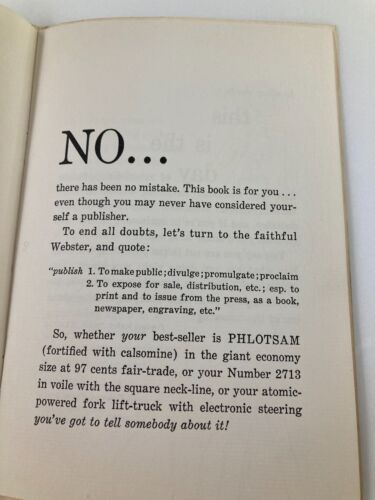 NO...
there has been no mistake. This book is for you . . .
even though you may never have considered your-
self a publisher.
To end all doubts, let's turn to the faithful
Webster, and quote:
"publish 1. To make public; divulge; promulgate; proclaim
2. To expose for sale, distribution, etc.; esp. to
print and to issue from the press, as a book,
newspaper, engraving, etc."
So, whether your best-seller is PHLOTSAM
(fortified with calsomine) in the giant economy
size at 97 cents fair-trade, or your Number 2713
in voile with the square neck-line, or your atomic-
powered fork lift-truck with electronic steering
you've got to tell somebody about it!